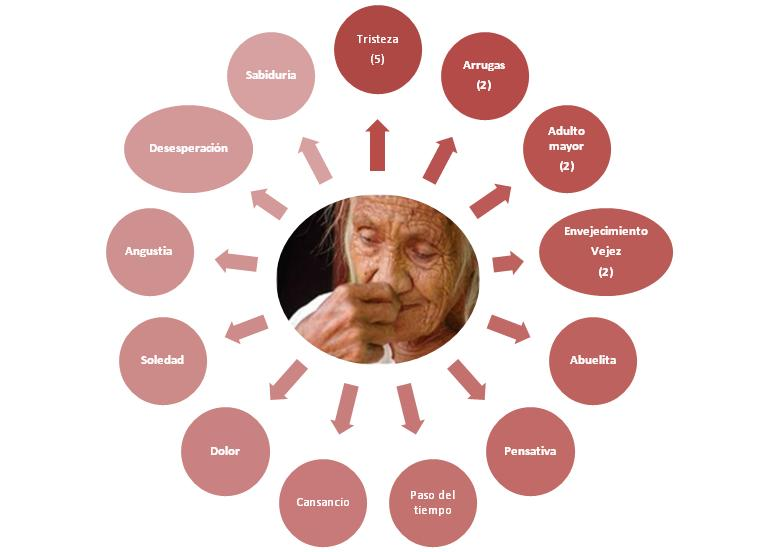 Tristeza
(5)
Arrugas
(2)
Adulto
mayor
(2)
Envejecimiento
Vejez
(2)
Abuelita
Pensativa
Paso del
tiempo
Cansancio
Dolor
Soledad
Angustia
Desesperación
Sabiduria